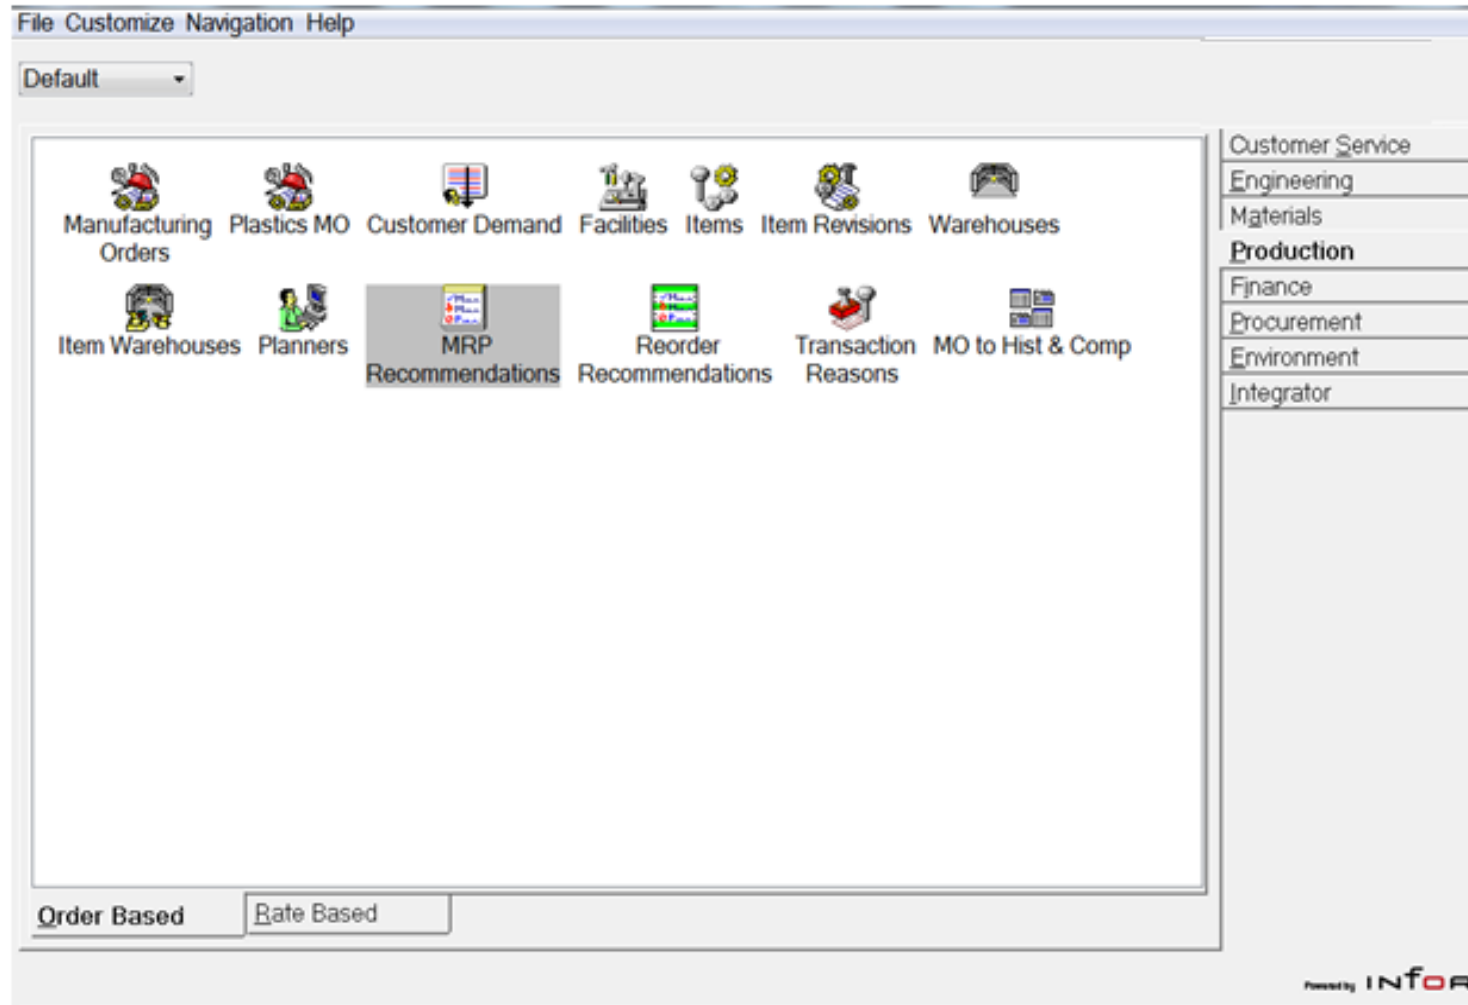 File Customize Navigation Help
Default
Manufacturing Orders
Plastics MO
Customer Demand
Facilities
Items
Item Revisions
Warehouses
Item Warehouses
Planners
MRP Recommendations
Reorder Recommendations
Transaction Reasons
MO to Hist & Comp
Customer Service
Engineering
Materials
Production
Finance
Procurement
Environment
Integrator
Order Based
Rate Based
Powered by INFOR